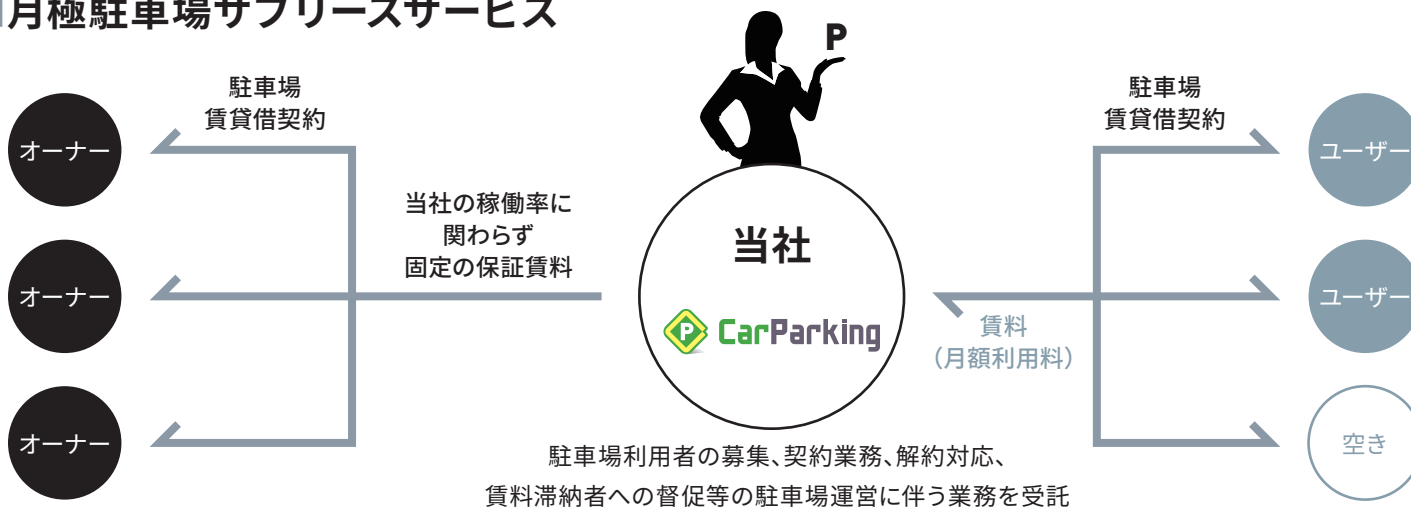 月極駐車場サブリースサービス
P
駐車場
賃貸借契約
駐車場
賃貸借契約
オーナー
ユーザー
当社の稼働率に
関わらず
固定の保証賃料
当社
オーナー
ユーザー
P CarParking
賃料
（月額利用料）
オーナー
空き
駐車場利用者の募集、契約業務、解約対応、
賃料滞納者への督促等の駐車場運営に伴う業務を受託